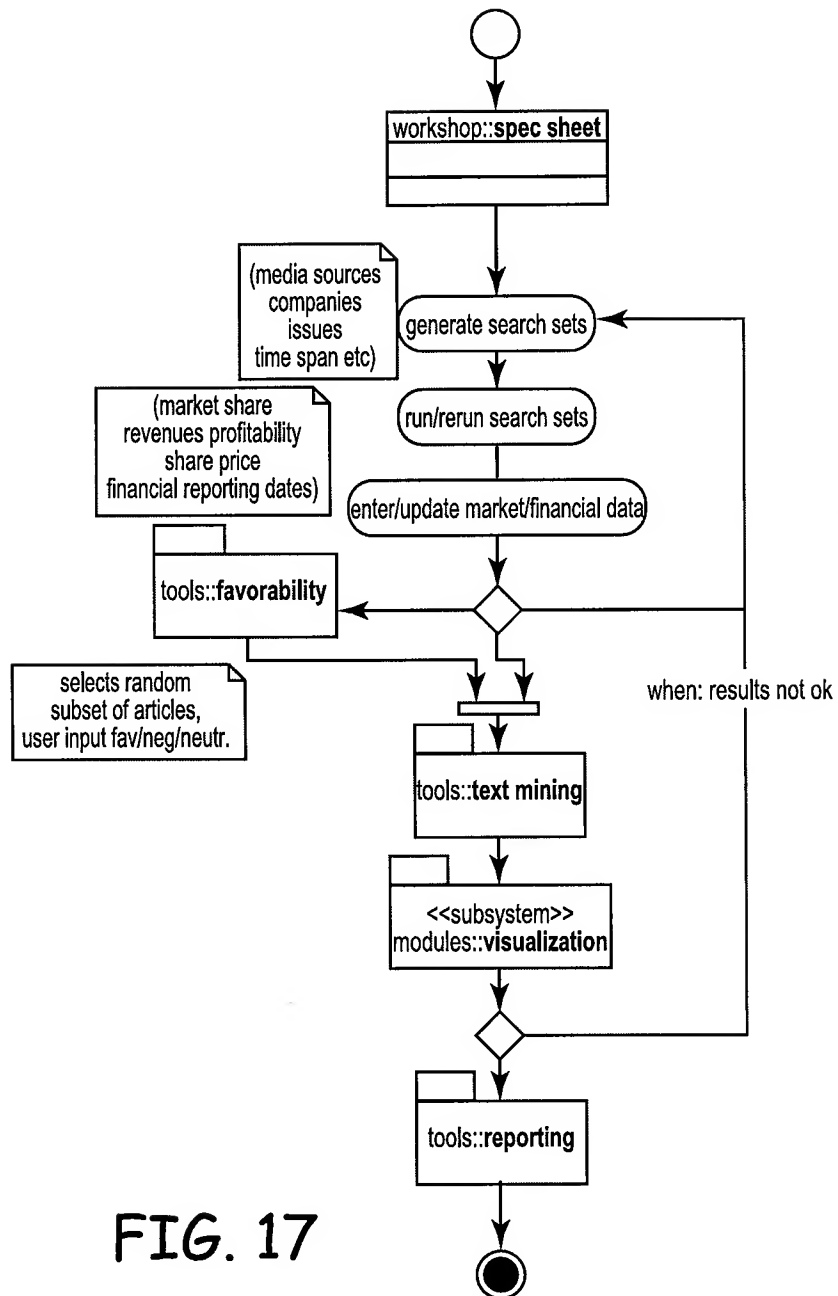 workshop::spec sheet
(media sources
companies
issues
time span etc)
generate search sets
(market share
revenues profitability
share price
financial reporting dates)
run/rerun search sets
enter/update market/financial data
tools::favorability
selects random
subset of articles,
user input fav/neg/neutr.
when: results not ok
tools::text mining
<<subsystem>>
modules::visualization
tools::reporting
FIG. 17